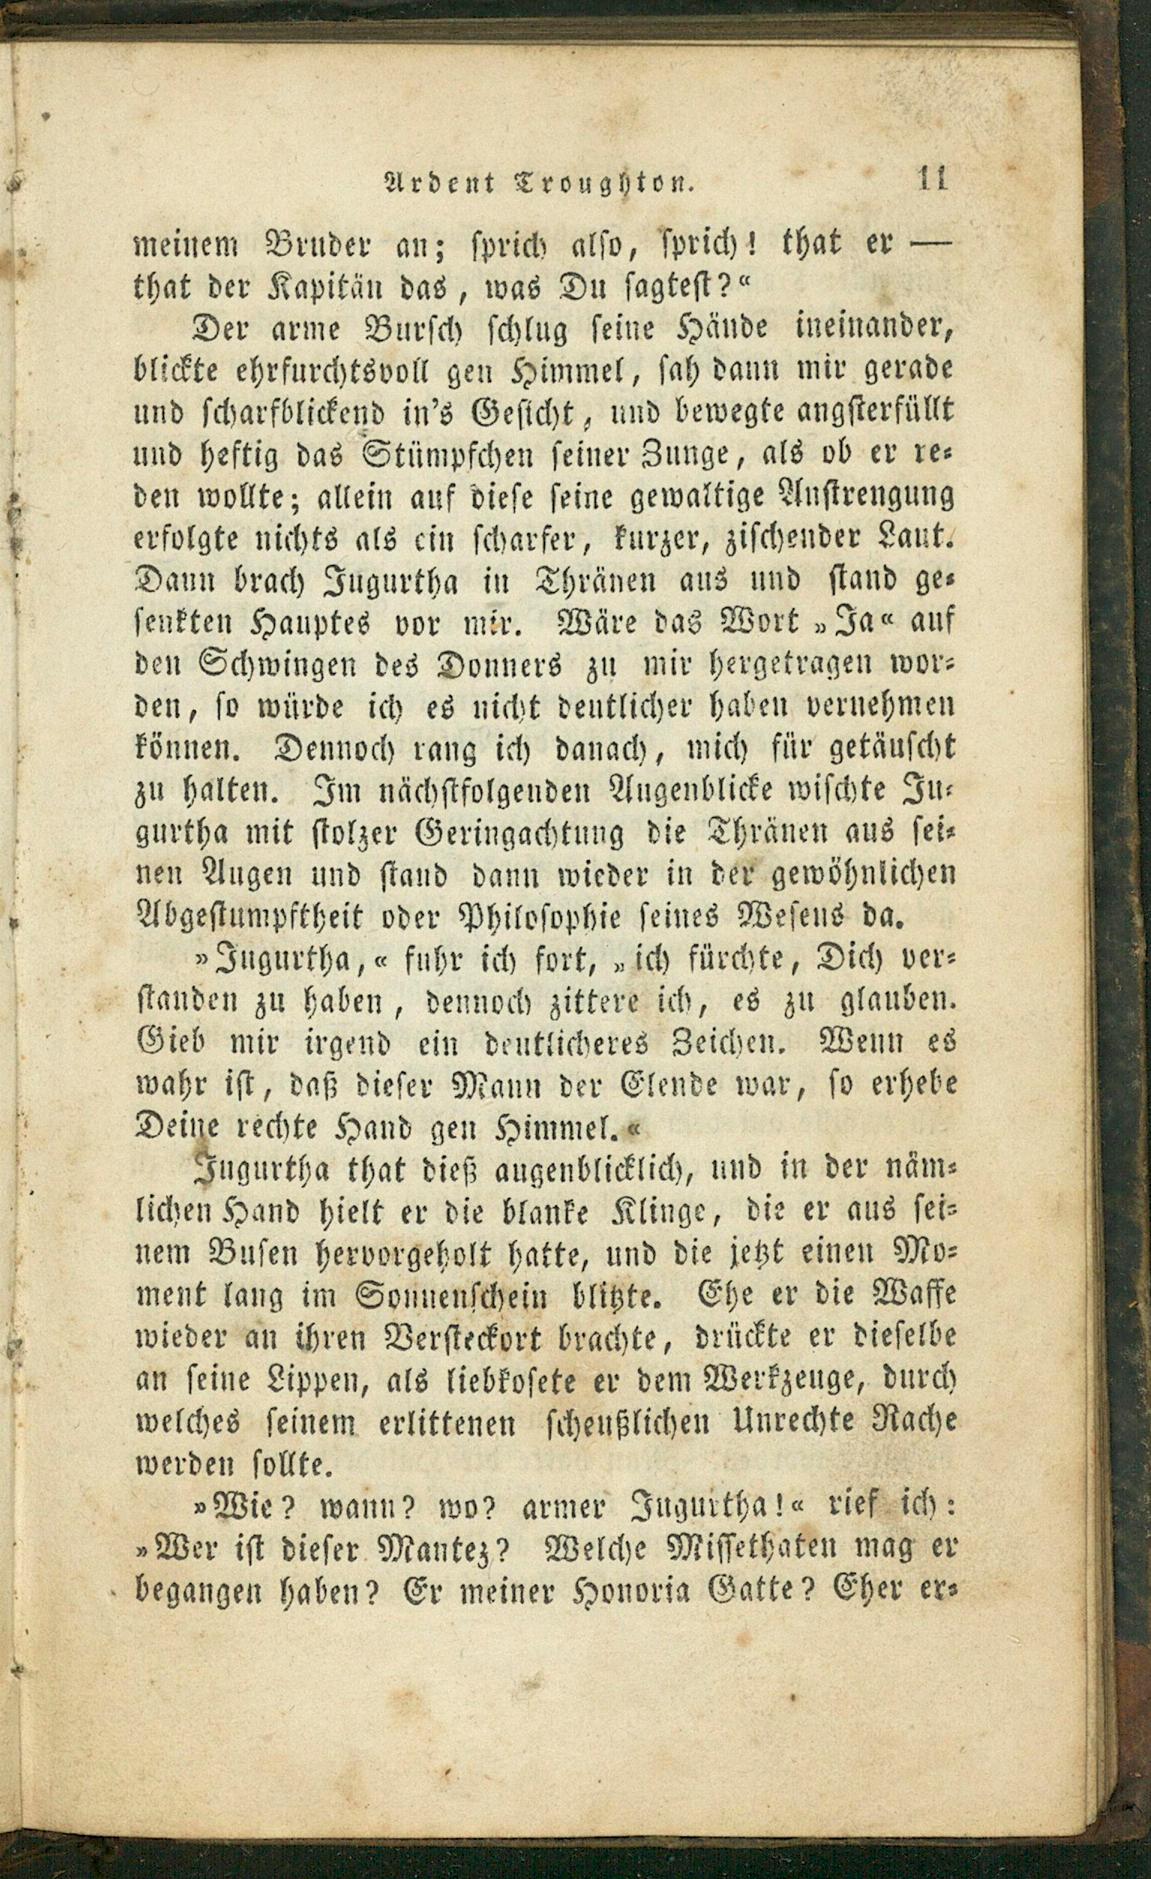 Ardent Troughton. 11
meinem Bruder an; sprich also, sprich! that er —
that der Kapitän das, was Du sagtest?«
Der arme Bursch schlug seine Hände ineinander,
blickte ehrfurchtsvoll gen Himmel, sah dann mir gerade
und scharfblickend in's Gesicht, und bewegte angsterfüllt
und heftig das Stümpfchen seiner Zunge, als ob er re-
den wollte; allein auf diese seine gewaltige Anstrengung
erfolgte nichts als ein scharfer, kurzer, zischender Laut.
Dann brach Jugurtha in Thränen aus und stand ge-
senkten Hauptes vor mir. Wäre das Wort »Ja« auf
den Schwingen des Donners zu mir hergetragen wor-
den, so würde ich es nicht deutlicher haben vernehmen
können. Dennoch rang ich danach, mich für getäuscht
zu halten. Im nächstfolgenden Augenblicke wischte Ju-
gurtha mit stolzer Geringachtung die Thränen aus sei-
nen Augen und stand dann wieder in der gewöhnlichen
Abgestumpftheit oder Philosophie seines Wesens da.
»Jugurtha,« fuhr ich fort, »ich fürchte, Dich ver-
standen zu haben, dennoch zittere ich, es zu glauben.
Gieb mir irgend ein deutlicheres Zeichen. Wenn es
wahr ist, daß dieser Mann der Elende war, so erhebe
Deine rechte Hand gen Himmel.«
Jugurtha that dieß augenblicklich, und in der näm-
lichen Hand hielt er die blanke Klinge, die er aus sei-
nem Busen hervorgeholt hatte, und die jetzt einen Mo-
ment lang im Sonnenschein blitzte. Ehe er die Waffe
wieder an ihren Versteckort brachte, drückte er dieselbe
an seine Lippen, als liebkosete er dem Werkzeuge, durch
welches seinem erlittenen scheußlichen Unrechte Rache
werden sollte.
»Wie? wann? wo? armer Jugurtha!« rief ich:
»Wer ist dieser Mantez? Welche Missethaten mag er
begangen haben? Er meiner Honoria Gatte? Eher er-